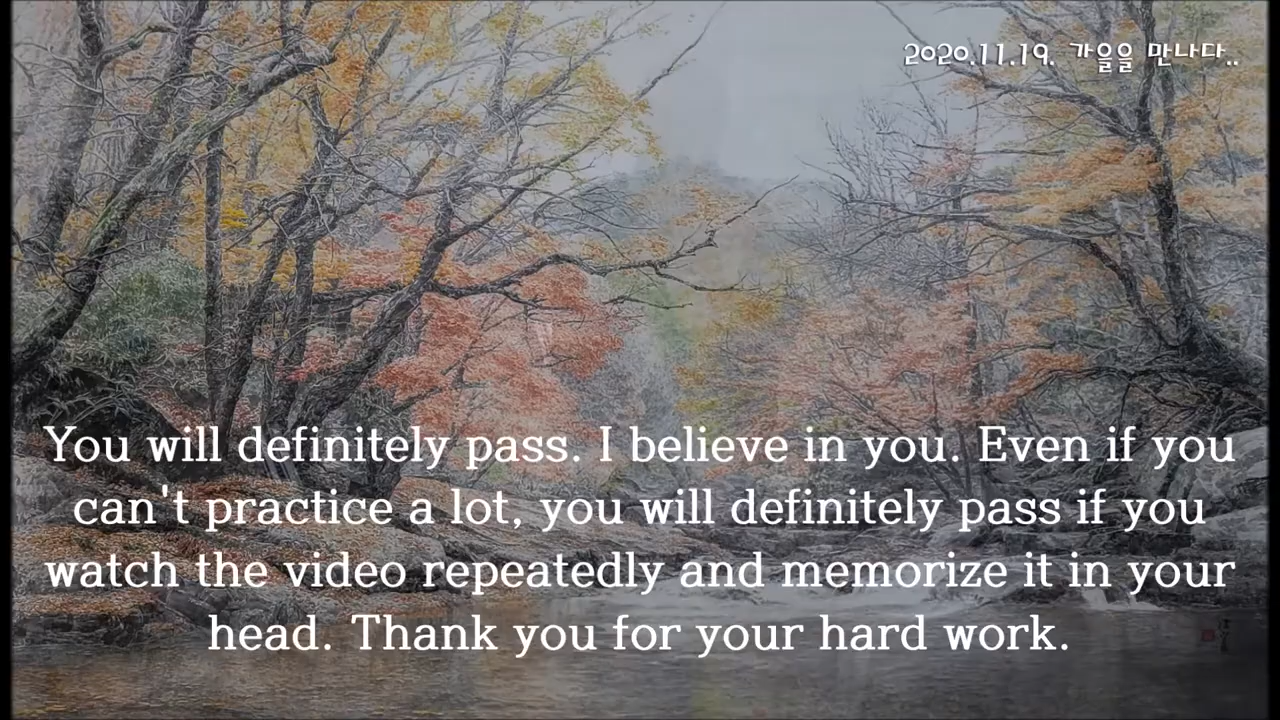 2020.11.19. 가을을 만나다..
You will definitely pass. I believe in you. Even if you
can't practice a lot, you will definitely pass if you
watch the video repeatedly and memorize it in your
head. Thank you for your hard work.